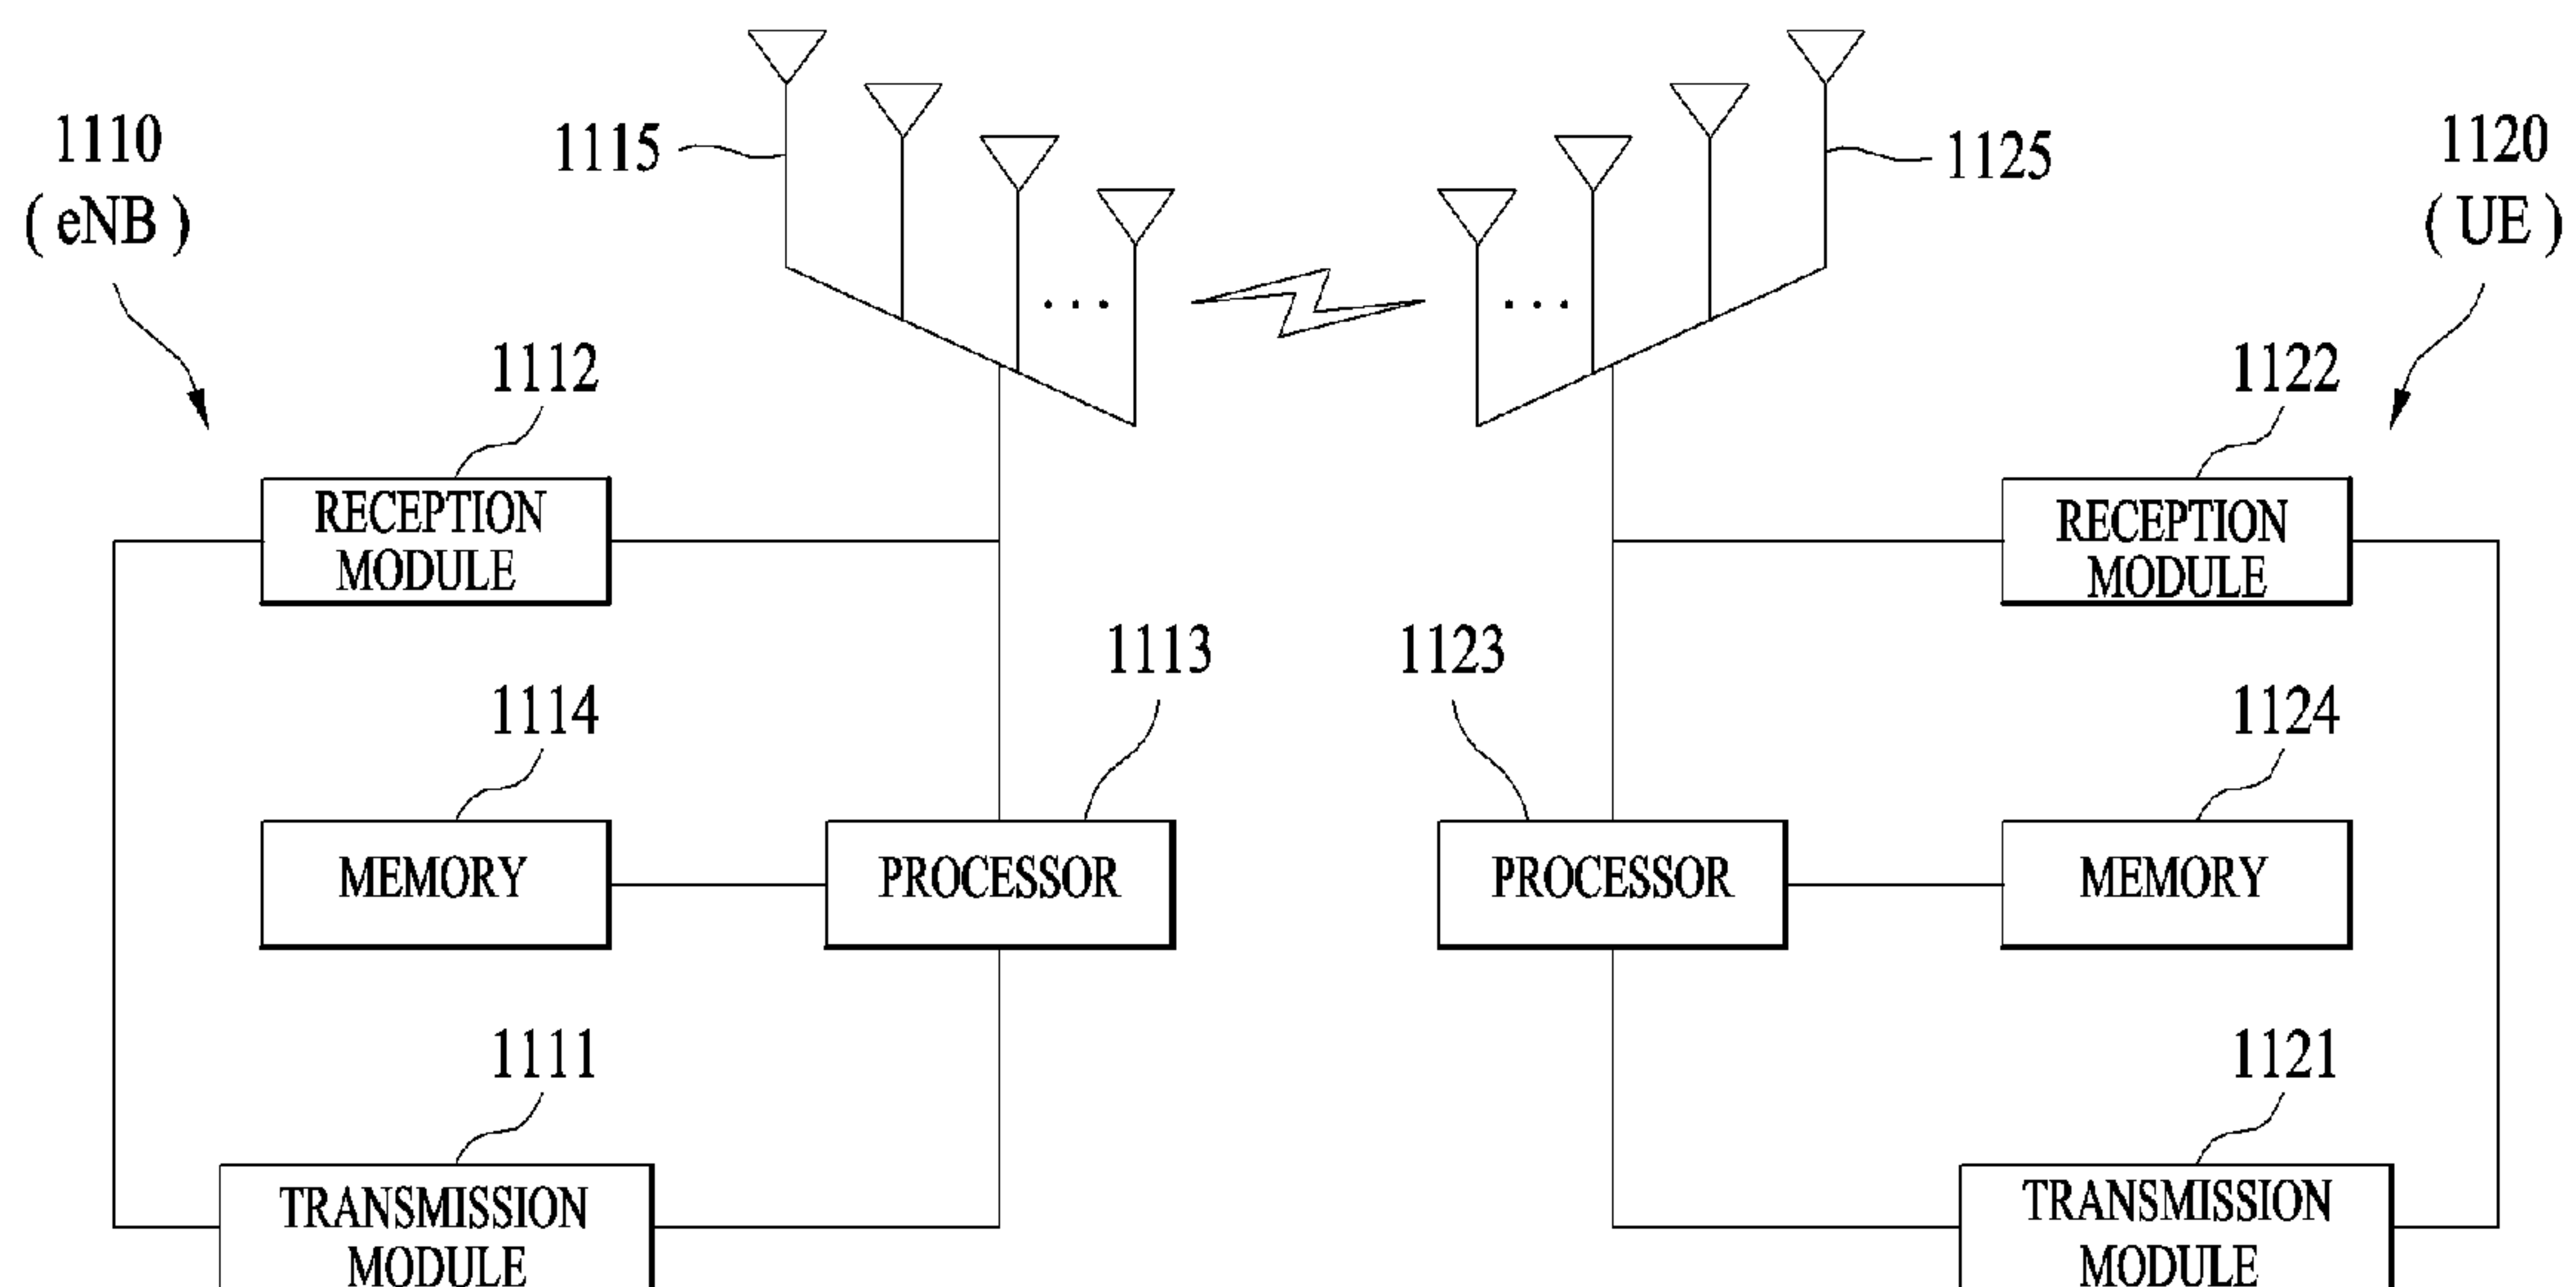 1110
( eNB )
1115
1125
1120
( UE )
1112
RECEPTION
MODULE
1122
RECEPTION
MODULE
1114
MEMORY
1113
PROCESSOR
1123
PROCESSOR
1124
MEMORY
1111
TRANSMISSION
MODULE
1121
TRANSMISSION
MODULE